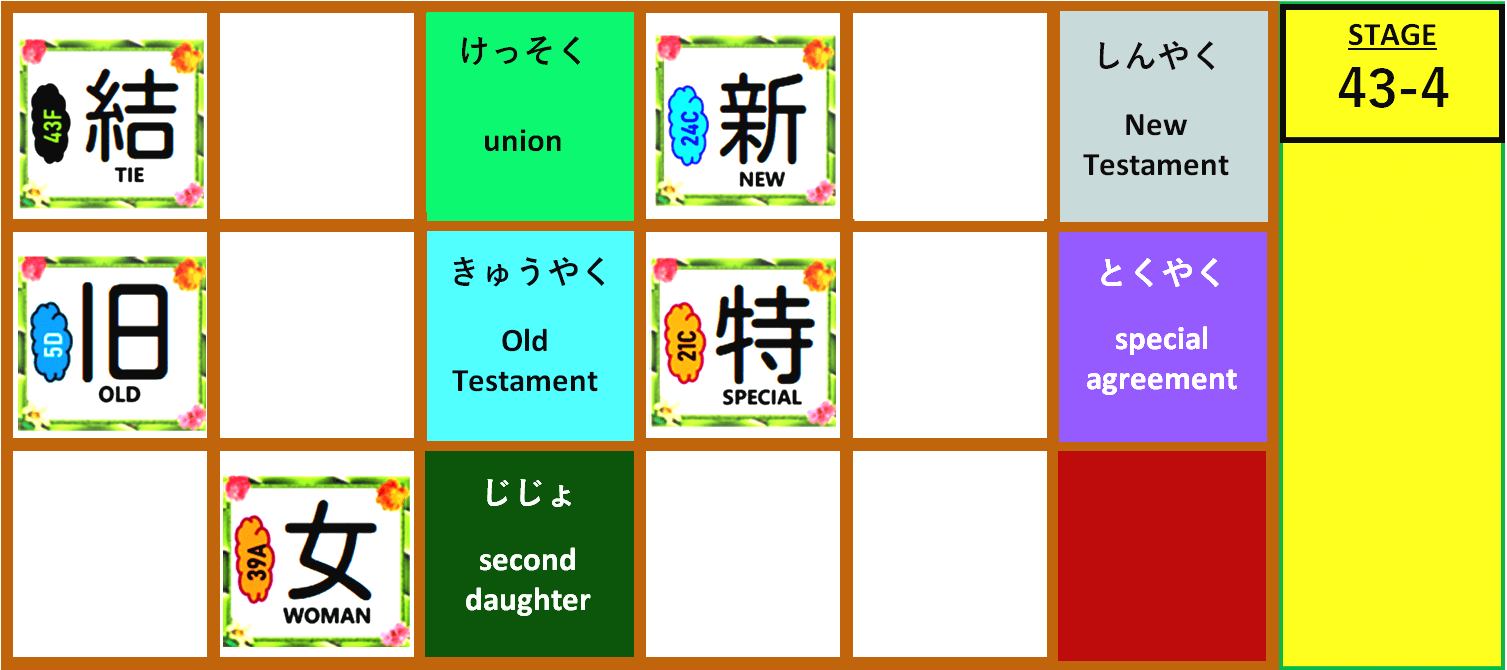 43F
結
TIE
けっそく
union
24C
新
NEW
しんやく
New
Testament
STAGE
43-4
5D
旧
OLD
きゅうやく
Old
Testament
21C
特
SPECIAL
とくやく
special
agreement
39A
女
WOMAN
じじょ
second
daughter